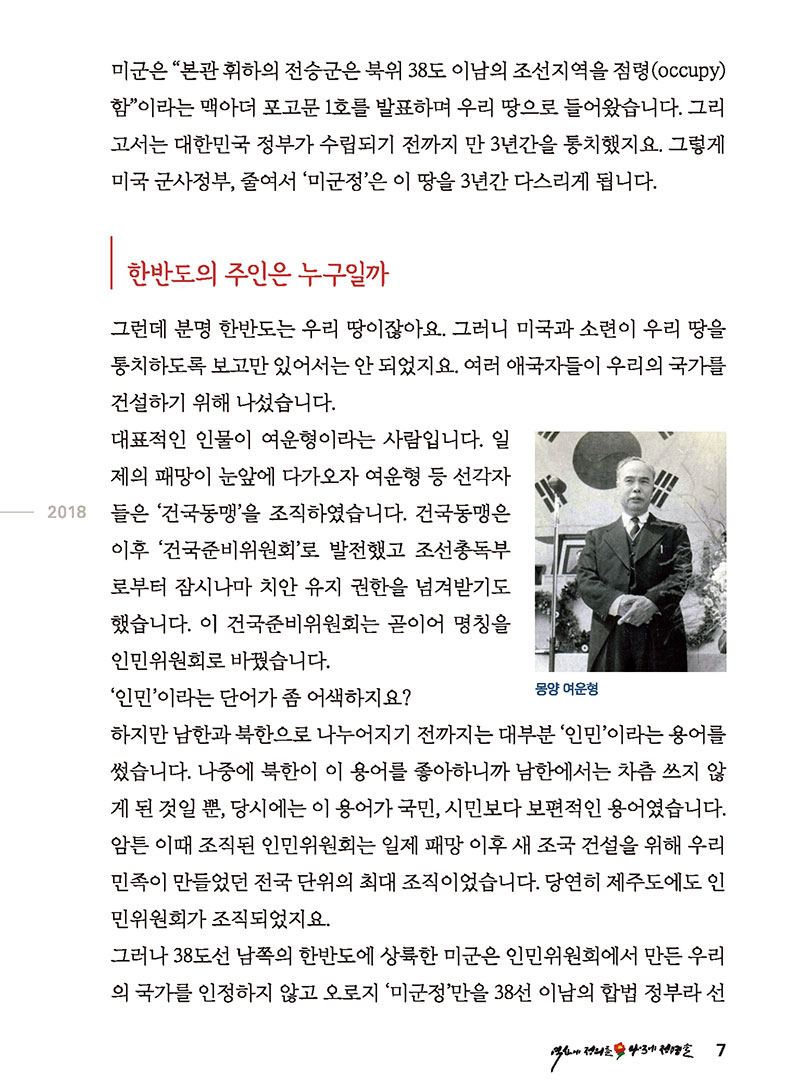 미군은 “본관 휘하의 전승군은 북위 38도 이남의 조선지역을 점령(occupy)
함”이라는 맥아더 포고문 1호를 발표하며 우리 땅으로 들어왔습니다. 그리
고서는 대한민국 정부가 수립되기 전까지 만 3년간을 통치했지요. 그렇게
미국 군사정부, 줄여서 ‘미군정’은 이 땅을 3년간 다스리게 됩니다.
한반도의 주인은 누구일까
그런데 분명 한반도는 우리 땅이잖아요. 그러니 미국과 소련이 우리 땅을
통치하도록 보고만 있어서는 안 되었지요. 여러 애국자들이 우리의 국가를
건설하기 위해 나섰습니다.
대표적인 인물이 여운형이라는 사람입니다. 일
제의 패망이 눈앞에 다가오자 여운형 등 선각자
2018
들은 ‘건국동맹’을 조직하였습니다. 건국동맹은
이후 ‘건국준비위원회’로 발전했고 조선총독부
로부터 잠시나마 치안 유지 권한을 넘겨받기도
했습니다. 이 건국준비위원회는 곧이어 명칭을
인민위원회로 바꿨습니다.
몽양 여운형
‘인민’이라는 단어가 좀 어색하지요?
하지만 남한과 북한으로 나누어지기 전까지는 대부분 ‘인민’이라는 용어를
썼습니다. 나중에 북한이 이 용어를 좋아하니까 남한에서는 차츰 쓰지 않
게 된 것일 뿐, 당시에는 이 용어가 국민, 시민보다 보편적인 용어였습니다.
암튼 이때 조직된 인민위원회는 일제 패망 이후 새 조국 건설을 위해 우리
민족이 만들었던 전국 단위의 최대 조직이었습니다. 당연히 제주도에도 인
민위원회가 조직되었지요.
그러나 38도선 남쪽의 한반도에 상륙한 미군은 인민위원회에서 만든 우리
의 국가를 인정하지 않고 오로지 ‘미군정’만을 38선 이남의 합법 정부라 선
역사에 정의를 4·3에 정명을 7